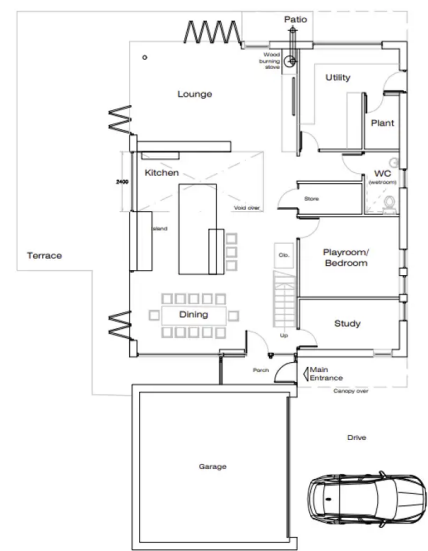 Patio
Wood
burning
stove
Utility
Lounge
Plant
Kitchen
WC
(wetroom)
2400
Store
Void over
Island
Playroom/
Bedroom
Terrace
Clo.
Dining
Study
Up
Porch
Main
Entrance
Canopy over
Drive
Garage